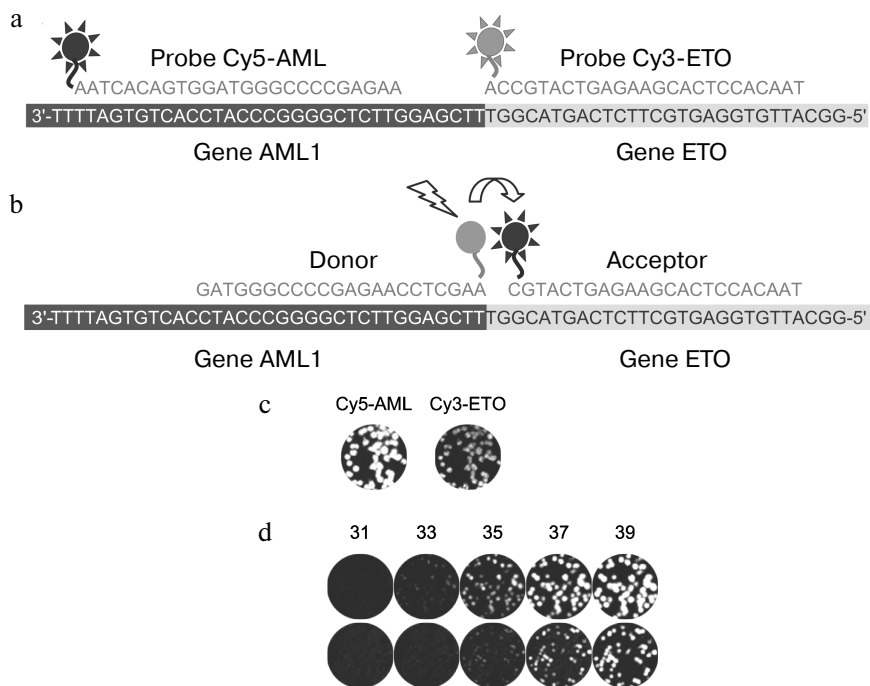 a
Probe Cy5-AML Probe Cy3-ETO
AATCACAGTGGATGGGCCCCGAGAA ACCGTACTGAGAAGCACTCCACAAT
3'-TTTTAGTGTCACCTACCCGGGGCTCTTGGAGCTTTGGCATGACTCTTCGTGAGGTGTTACGG-5'
Gene AML1 Gene ETO
b
Donor Acceptor
GATGGGCCCCGAGAACCTCGAA CGTACTGAGAAGCACTCCACAAT
3'-TTTTAGTGTCACCTACCCGGGGCTCTTGGAGCTTTGGCATGACTCTTCGTGAGGTGTTACGG-5'
Gene AML1 Gene ETO
c Cy5-AML Cy3-ETO
d 31 33 35 37 39